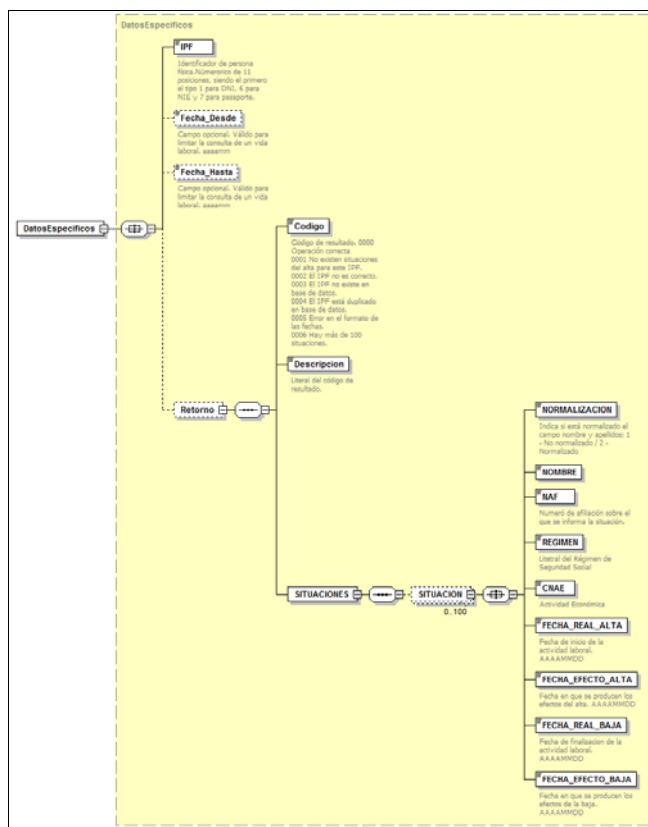 DatosEspecificos
IPF
Identificador de persona
física.Númerorico de 11
posiciones, siendo el primero
el tipo 1 para DNI, 6 para
NIE y 7 para pasaporte.
Fecha_Desde
Campo opcional. Válido para
limitar la consulta de un vida
laboral. aaaamm
Fecha_Hasta
Campo opcional. Válido para
limitar la consulta de un vida
laboral. aaaamm
DatosEspecificos
Codigo
Código de resultado. 0000
Operación correcta
0001 No existen situaciones
del alta para este IPF.
0002 El IPF no es correcto.
0003 El IPF no existe en
base de datos.
0004 El IPF está duplicado
en base de datos.
0005 Error en el formato de
las fechas.
0006 Hay más de 100
situaciones.
Descripcion
Literal del código de
resultado.
Retorno
NORMALIZACION
Indica si está normalizado el
campo nombre y apellidos: 1
- No normalizado / 2 -
Normalizado
NOMBRE
NAF
Numeró de afiliación sobre el
que se informa la situación.
REGIMEN
Literal del Régimen de
Seguridad Social
SITUACIONES
SITUACION
0..100
CNAE
Actividad Económica
FECHA_REAL_ALTA
Fecha de inicio de la
actividad laboral.
AAAAMMDD
FECHA_EFECTO_ALTA
Fecha en que se producen los
efectos del alta. AAAAMMDD
FECHA_REAL_BAJA
Fecha de finalizacion de la
actividad laboral.
AAAAMMDD
FECHA_EFECTO_BAJA
Fecha en que se producen los
efectos de la baja.
AAAAMMDD